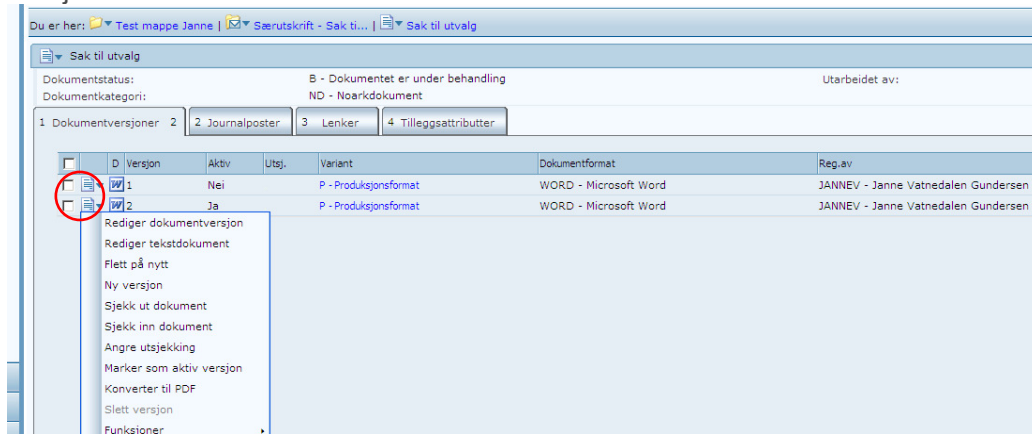 Du er her: Test mappe Janne | Særutskrift - Sak ti... | Sak til utvalg
Sak til utvalg
Dokumentstatus: B - Dokumentet er under behandling Utarbeidet av:
Dokumentkategori: ND - Noarkdokument
1 Dokumentversjoner 2 2 Journalposter 3 Lenker 4 Tilleggsattributter
D Versjon Aktiv Utsj. Variant Dokumentformat Reg.av
1 Nei P - Produksjonsformat WORD - Microsoft Word JANNEV - Janne Vatnedalen Gundersen
2 Ja P - Produksjonsformat WORD - Microsoft Word JANNEV - Janne Vatnedalen Gundersen
Rediger dokumentversjon
Rediger tekstdokument
Flett på nytt
Ny versjon
Sjekk ut dokument
Sjekk inn dokument
Angre utsjekking
Marker som aktiv versjon
Konverter til PDF
Slett versjon
Funksjoner